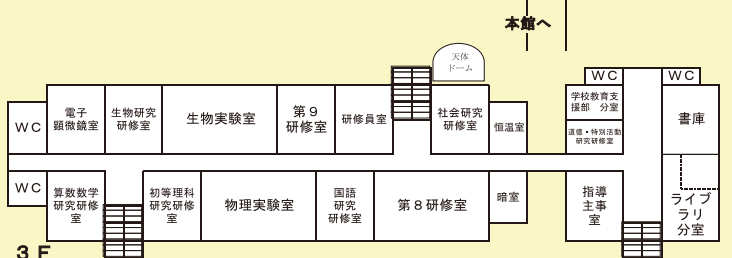 本館へ
天体
ドーム
ＷＣ
ＷＣ
ＷＣ
電子
顕微鏡室
生物研究
研修室
生物実験室
第９
研修室
研修員室
社会研究
研修室
恒温室
学校教育支
援部　分室
道徳・特別活動
研究研修室
書庫
ＷＣ
算数数学
研究研修
室
初等理科
研究研修
室
物理実験室
国語
研究
研修室
第８研修室
暗室
指導
主事
室
ライブ
ラリ
分室
３Ｆ